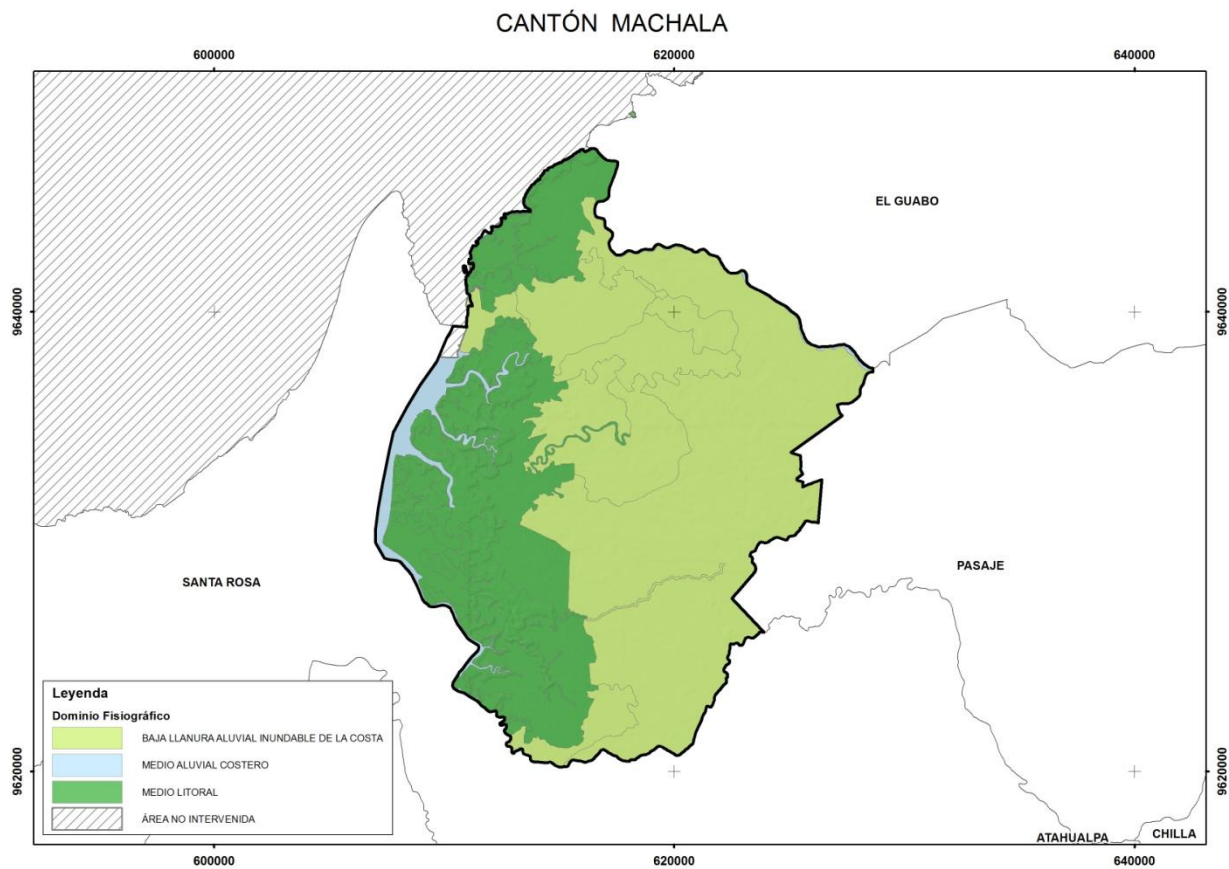 CANTÓN MACHALA
600000 620000 640000
EL GUABO
9640000 9640000
PASAJE
SANTA ROSA
Leyenda
Dominio Fisiográfico
BAJA LLANURA ALUVIAL INUNDABLE DE LA COSTA
MEDIO ALUVIAL COSTERO
9620000 9620000
MEDIO LITORAL
ÁREA NO INTERVENIDA
ATAHUALPA CHILLA
600000 620000 640000